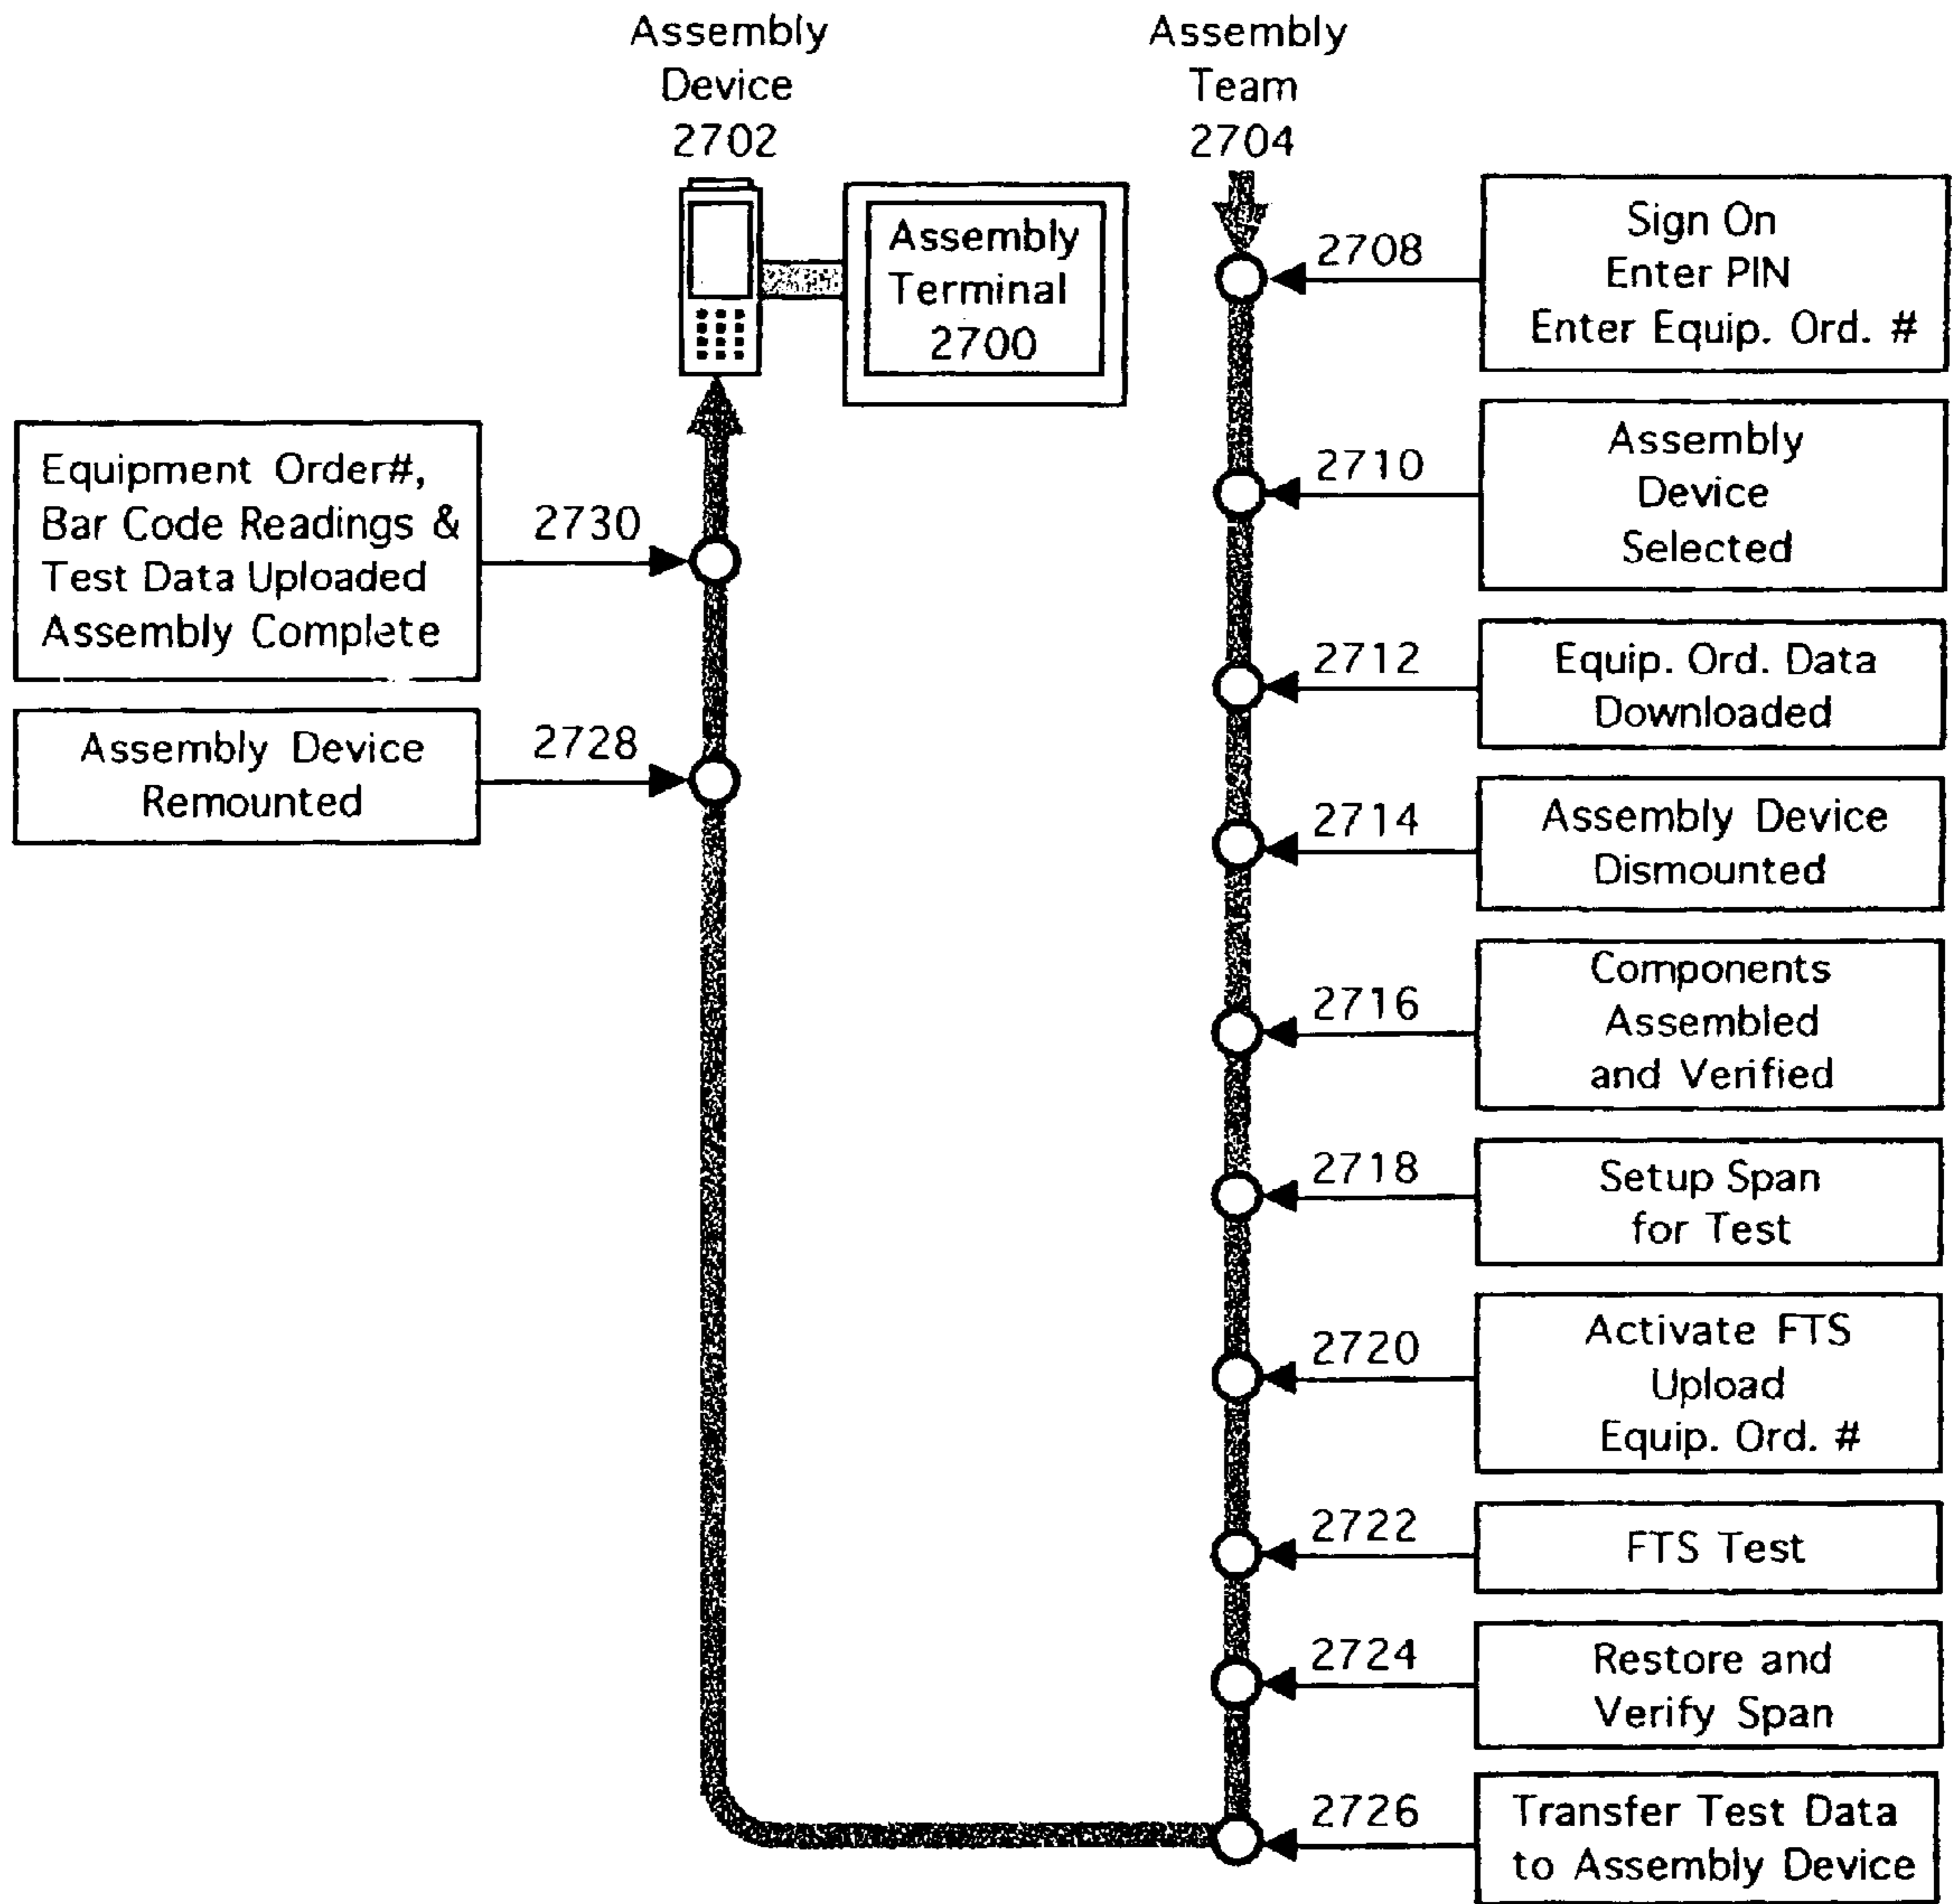 Assembly
Device
2702
Assembly
Team
2704
Assembly
Terminal
2700
2708
Sign On
Enter PIN
Enter Equip. Ord. #
2710
Assembly
Device
Selected
2712
Equip. Ord. Data
Downloaded
2714
Assembly Device
Dismounted
2716
Components
Assembled
and Verified
2718
Setup Span
for Test
2720
Activate FTS
Upload
Equip. Ord. #
2722
FTS Test
2724
Restore and
Verify Span
2726
Transfer Test Data
to Assembly Device
Assembly Device
Remounted
2728
Equipment Order#,
Bar Code Readings &
Test Data Uploaded
Assembly Complete
2730